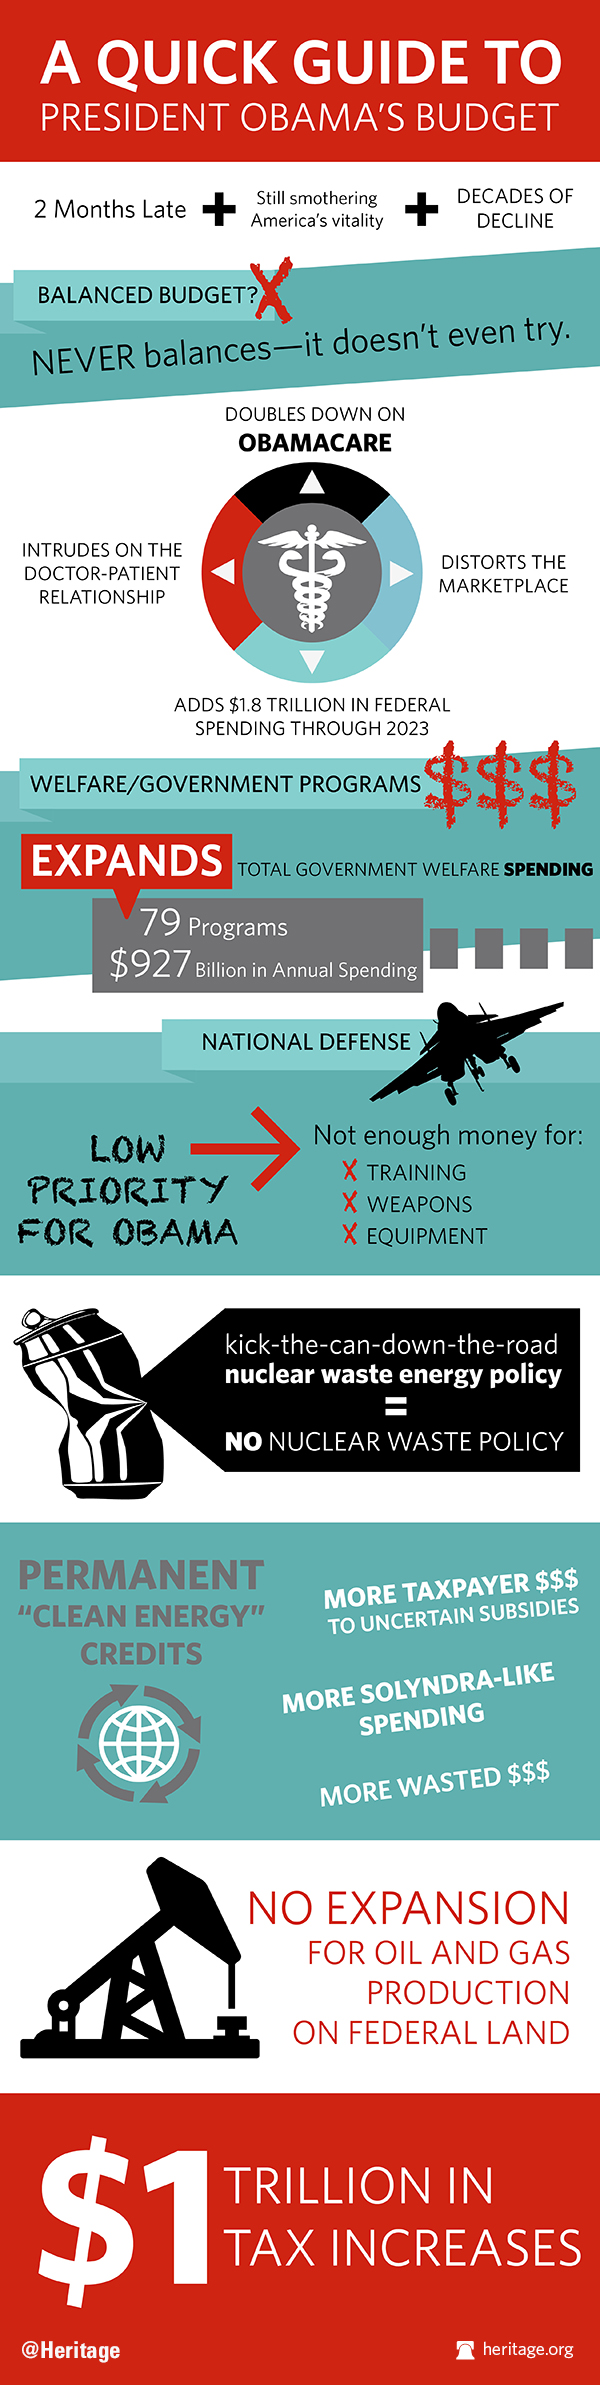 A QUICK GUIDE TO
PRESIDENT OBAMA'S BUDGET
2 Months Late
+
Still smothering
America's vitality
+
DECADES OF
DECLINE
BALANCED BUDGET? X
NEVER balances—it doesn't even try.
DOUBLES DOWN ON
OBAMACARE
INTRUDES ON THE
DOCTOR-PATIENT
RELATIONSHIP
DISTORTS THE
MARKETPLACE
ADDS $1.8 TRILLION IN FEDERAL
SPENDING THROUGH 2023
WELFARE/GOVERNMENT PROGRAMS $$$
EXPANDS TOTAL GOVERNMENT WELFARE SPENDING
79 Programs
$927 Billion in Annual Spending
NATIONAL DEFENSE
LOW
PRIORITY
FOR OBAMA
Not enough money for:
X TRAINING
X WEAPONS
X EQUIPMENT
kick-the-can-down-the-road
nuclear waste energy policy
=
NO NUCLEAR WASTE POLICY
PERMANENT
"CLEAN ENERGY"
CREDITS
MORE TAXPAYER $$$
TO UNCERTAIN SUBSIDIES
MORE SOLYNDRA-LIKE
SPENDING
MORE WASTED $$$
NO EXPANSION
FOR OIL AND GAS
PRODUCTION
ON FEDERAL LAND
$1 TRILLION IN
TAX INCREASES
@Heritage
heritage.org